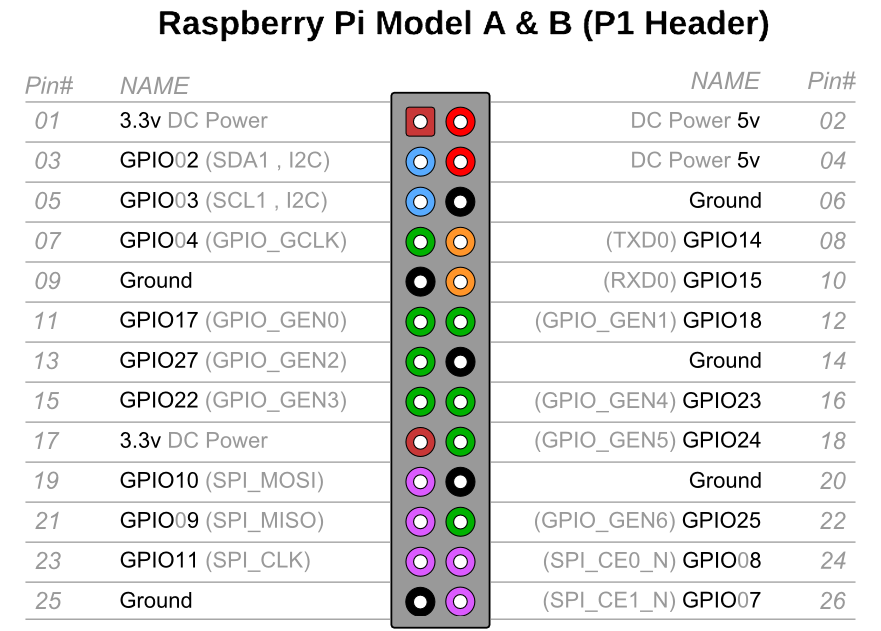 Raspberry Pi Model A & B (P1 Header)
Pin# NAME NAME Pin#
01 3.3v DC Power DC Power 5v 02
03 GPIO02 (SDA1 , I2C) DC Power 5v 04
05 GPIO03 (SCL1 , I2C) Ground 06
07 GPIO04 (GPIO_GCLK) (TXD0) GPIO14 08
09 Ground (RXD0) GPIO15 10
11 GPIO17 (GPIO_GEN0) (GPIO_GEN1) GPIO18 12
13 GPIO27 (GPIO_GEN2) Ground 14
15 GPIO22 (GPIO_GEN3) (GPIO_GEN4) GPIO23 16
17 3.3v DC Power (GPIO_GEN5) GPIO24 18
19 GPIO10 (SPI_MOSI) Ground 20
21 GPIO09 (SPI_MISO) (GPIO_GEN6) GPIO25 22
23 GPIO11 (SPI_CLK) (SPI_CE0_N) GPIO08 24
25 Ground (SPI_CE1_N) GPIO07 26